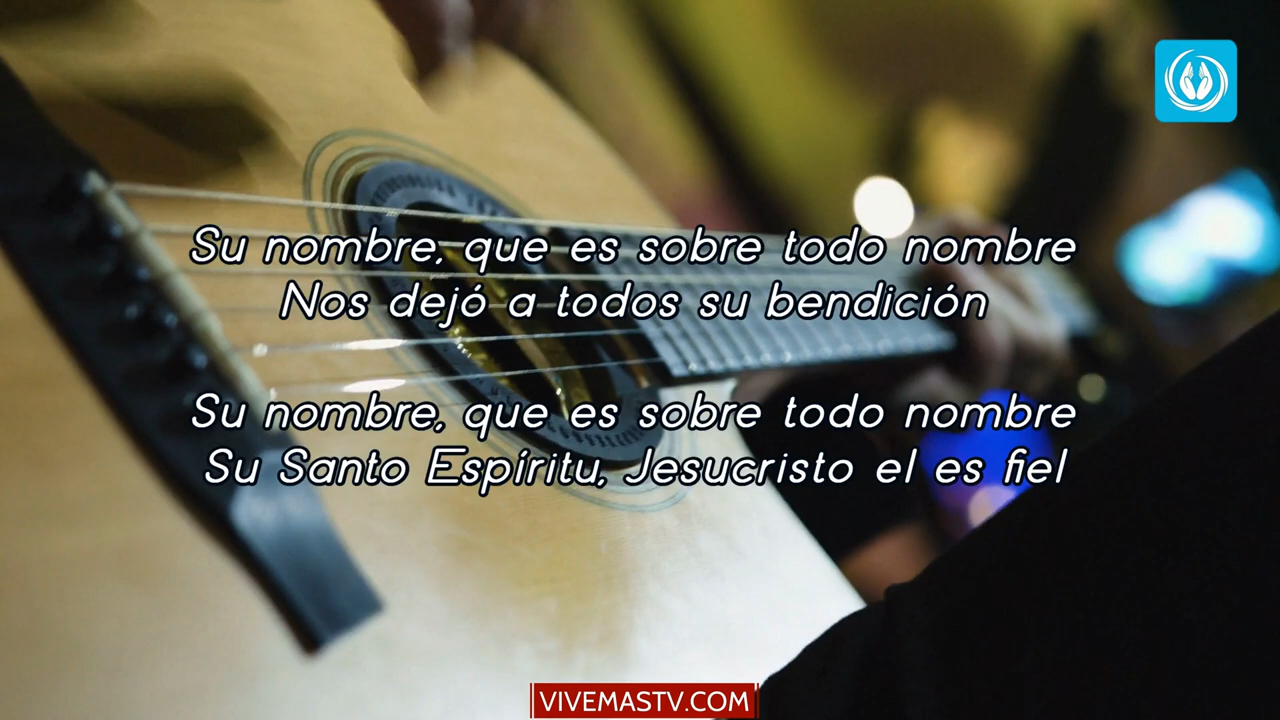 Su nombre, que es sobre todo nombre
Nos dejó a todos su bendición
Su nombre, que es sobre todo nombre
Su Santo Espíritu, Jesucristo el es fiel
VIVEMASTV.COM